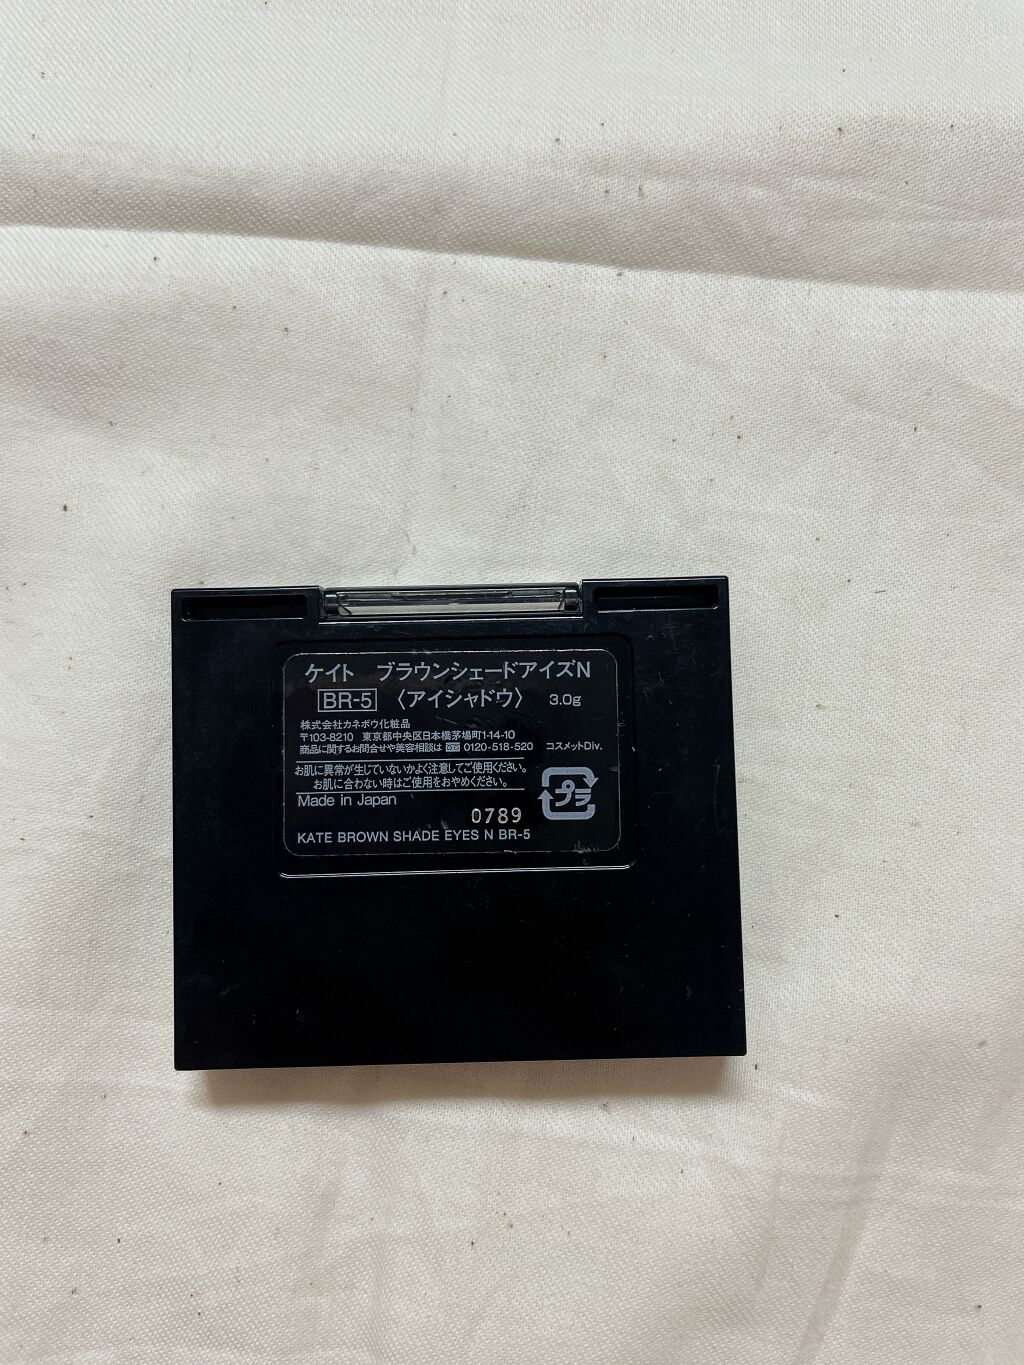 ケイト ブラウンシェードアイズN
BR-5 〈アイシャドウ〉 3.0g
株式会社カネボウ化粧品
〒103-8210 東京都中央区日本橋茅場町1-14-10
商品に関するお問合せや美容相談は 0120-518-520 コスメットDiv.
お肌に異常が生じていないかよく注意してご使用ください。
お肌に合わない時はご使用をおやめください。
Made in Japan
プラ
0789
KATE BROWN SHADE EYES N BR-5